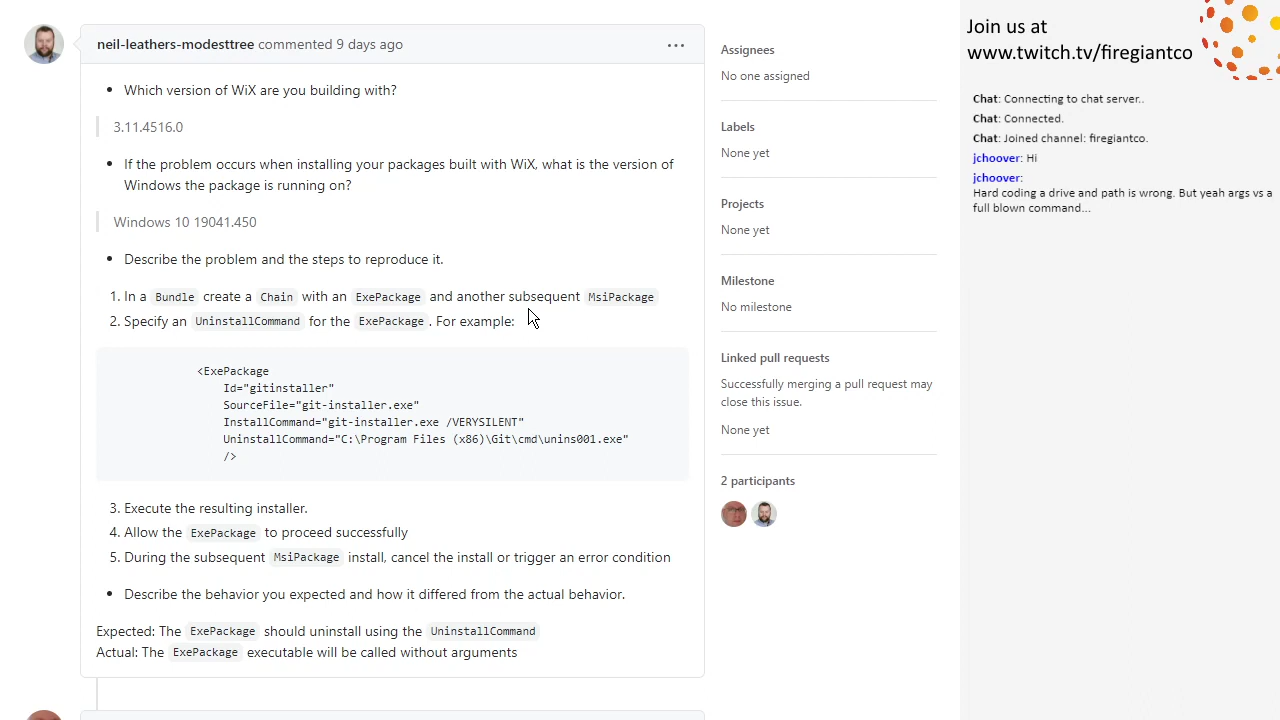 neil-leathers-modesttree commented 9 days ago
• Which version of WiX are you building with?
3.11.4516.0
• If the problem occurs when installing your packages built with WiX, what is the version of
Windows the package is running on?
Windows 10 19041.450
• Describe the problem and the steps to reproduce it.
1. In a Bundle create a Chain with an ExePackage and another subsequent MsiPackage
2. Specify an UninstallCommand for the ExePackage. For example:
<ExePackage
Id="gitinstaller"
SourceFile="git-installer.exe"
InstallCommand="git-installer.exe /VERYSILENT"
UninstallCommand="C:\Program Files (x86)\Git\cmd\unins001.exe"
/>
3. Execute the resulting installer.
4. Allow the ExePackage to proceed successfully
5. During the subsequent MsiPackage install, cancel the install or trigger an error condition
• Describe the behavior you expected and how it differed from the actual behavior.
Expected: The ExePackage should uninstall using the UninstallCommand
Actual: The ExePackage executable will be called without arguments
Assignees
No one assigned
Labels
None yet
Projects
None yet
Milestone
No milestone
Linked pull requests
Successfully merging a pull request may
close this issue.
None yet
2 participants
Join us at
www.twitch.tv/firegiantco
Chat: Connecting to chat server..
Chat: Connected.
Chat: Joined channel: firegiantco.
jchoover: Hi
jchoover:
Hard coding a drive and path is wrong. But yeah args vs a
full blown command...